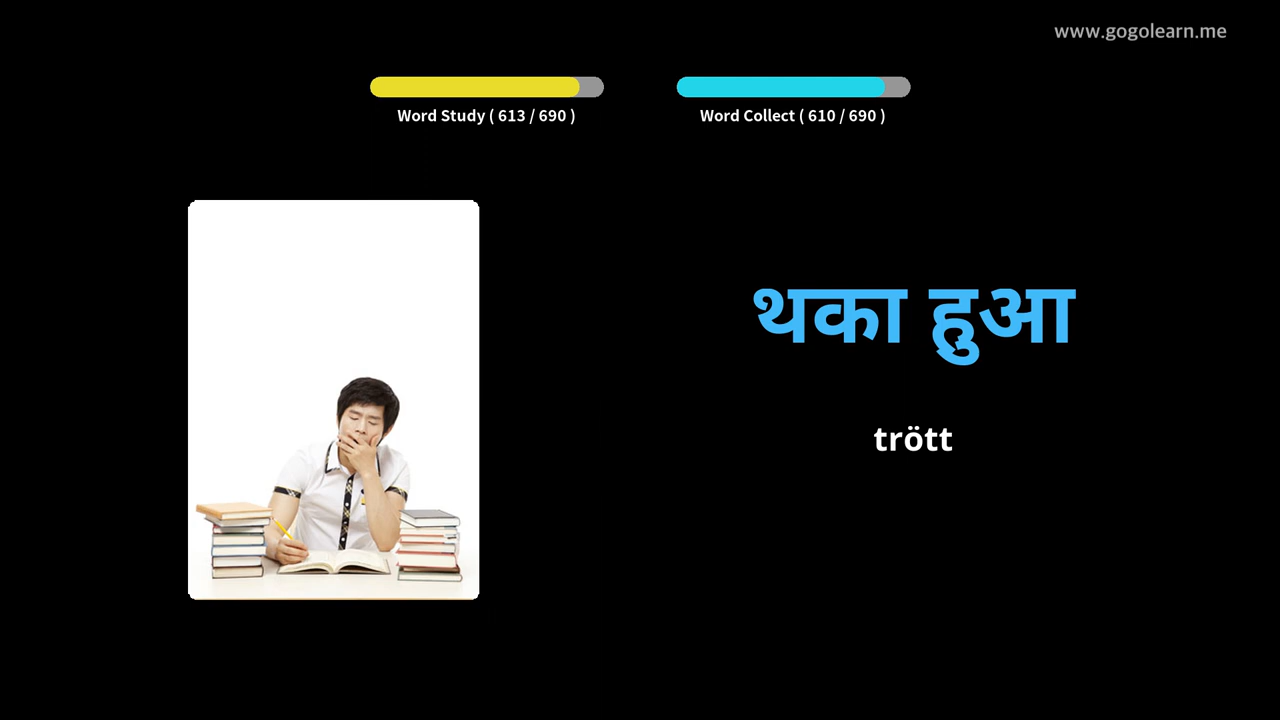 www.gogolearn.me
Word Study ( 613 / 690 )
Word Collect ( 610 / 690 )
थका हुआ
trött